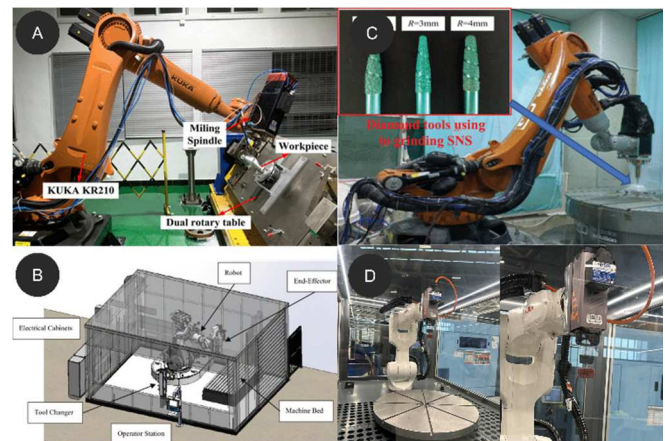 A
KUKA
Miling
Spindle
Workpiece
KUKA KR210
Dual rotary table
C
R=3mm
R=4mm
Diamond tools using
to grinding SNS
B
Robot
End-Effector
Electrical Cabinets
Tool Changer
Machine Bed
Operator Station
D